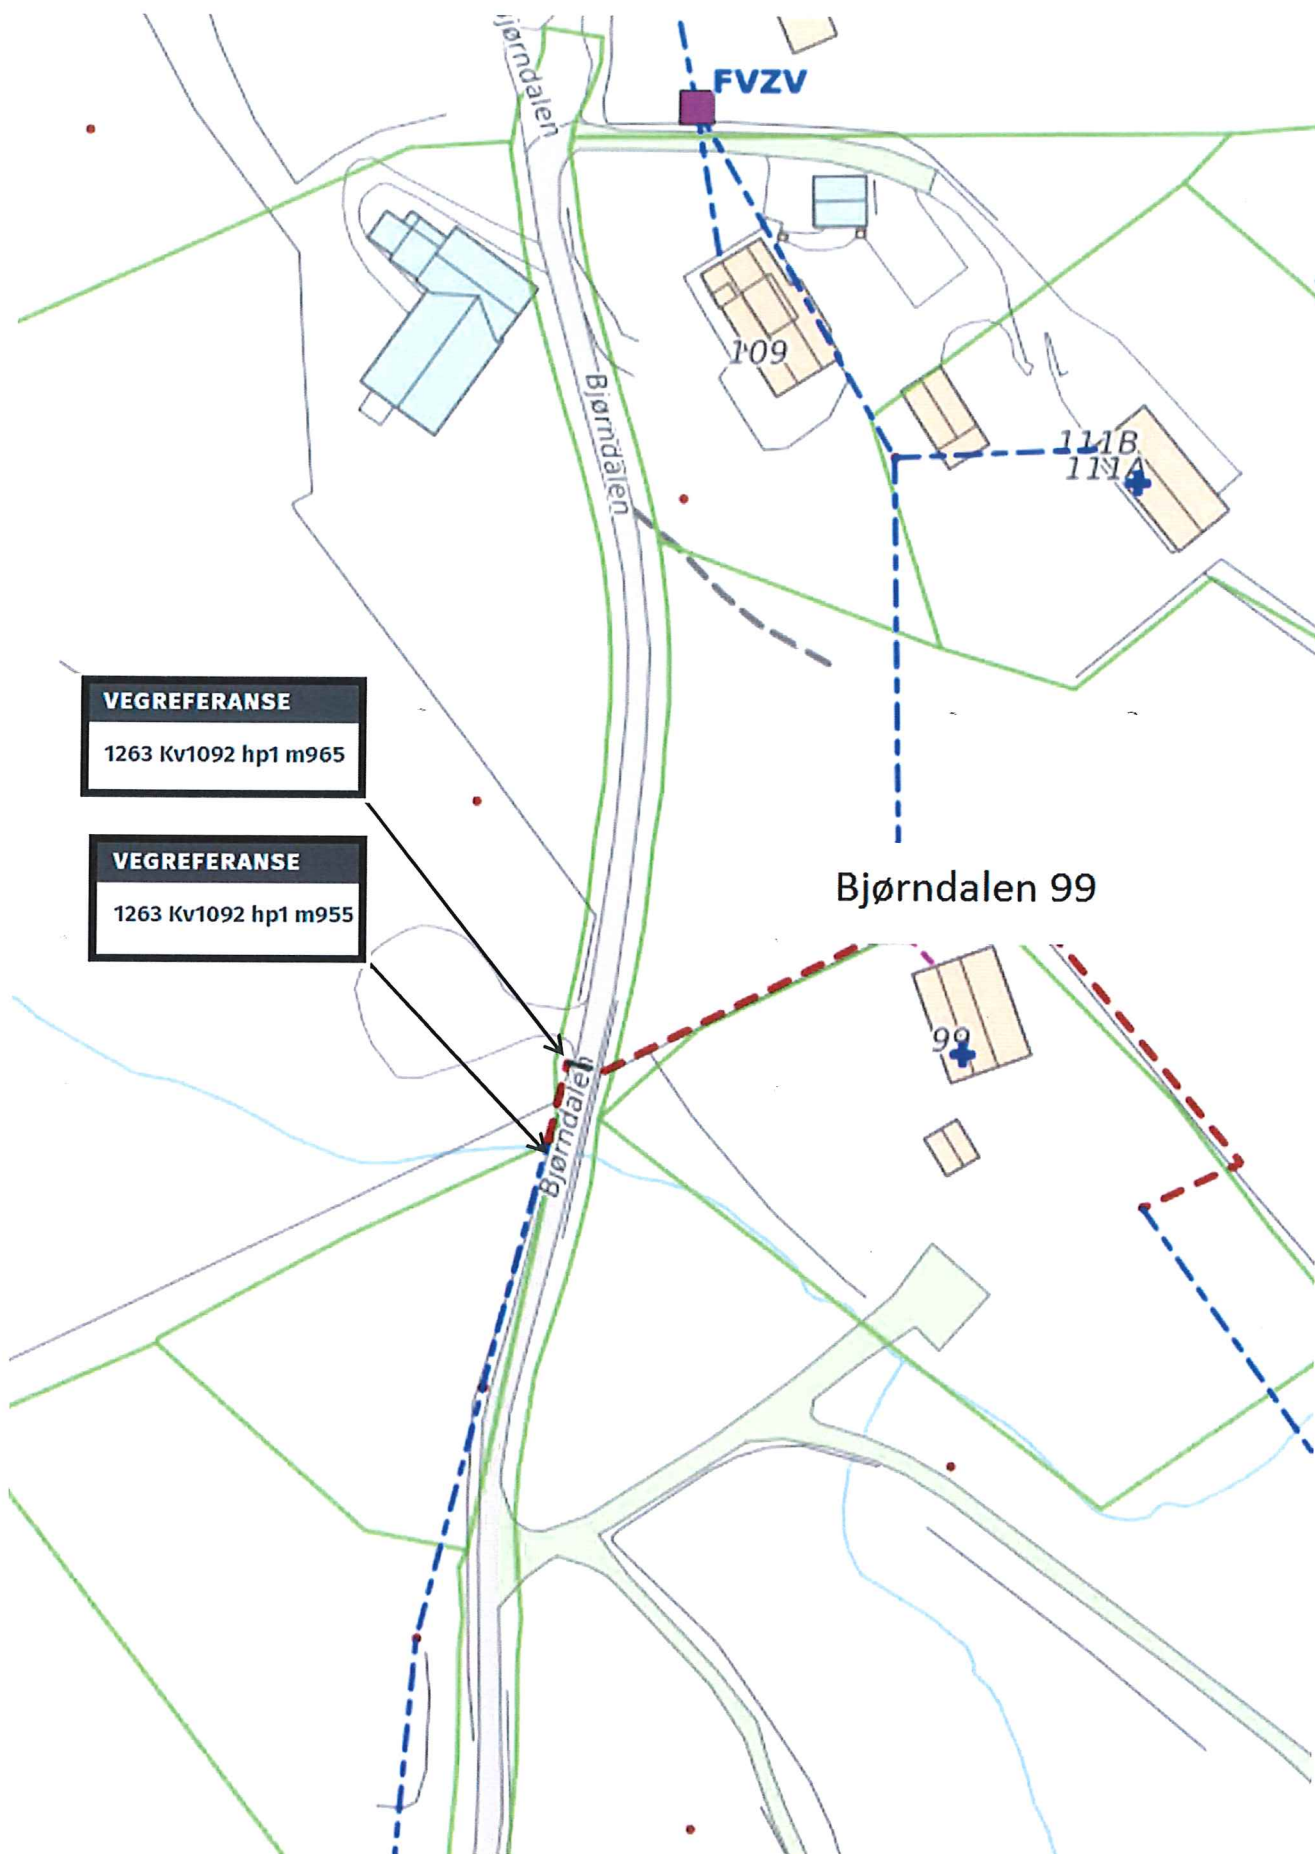 Bjørndalen
FVZV
109
Bjørndalen
111B
111A
VEGREFERANSE
1263 Kv1092 hp1 m965
VEGREFERANSE
1263 Kv1092 hp1 m955
Bjørndalen 99
99
Bjørndalen